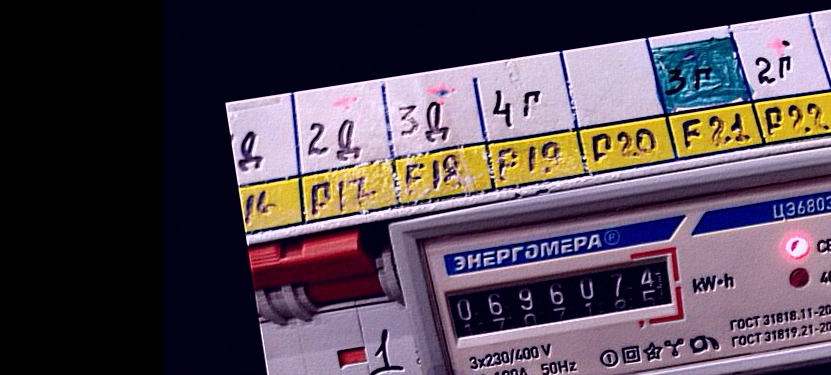 Д 2Д 3Д 4Г 3Г 2Г
16 F17 F18 F19 F20 F21 F22
ЭНЕРГОМЕРА® ЦЭ6803
0696074 kW•h
ГОСТ 31818.11-20
ГОСТ 31819.21-20
3x230/400 V
50Hz
1